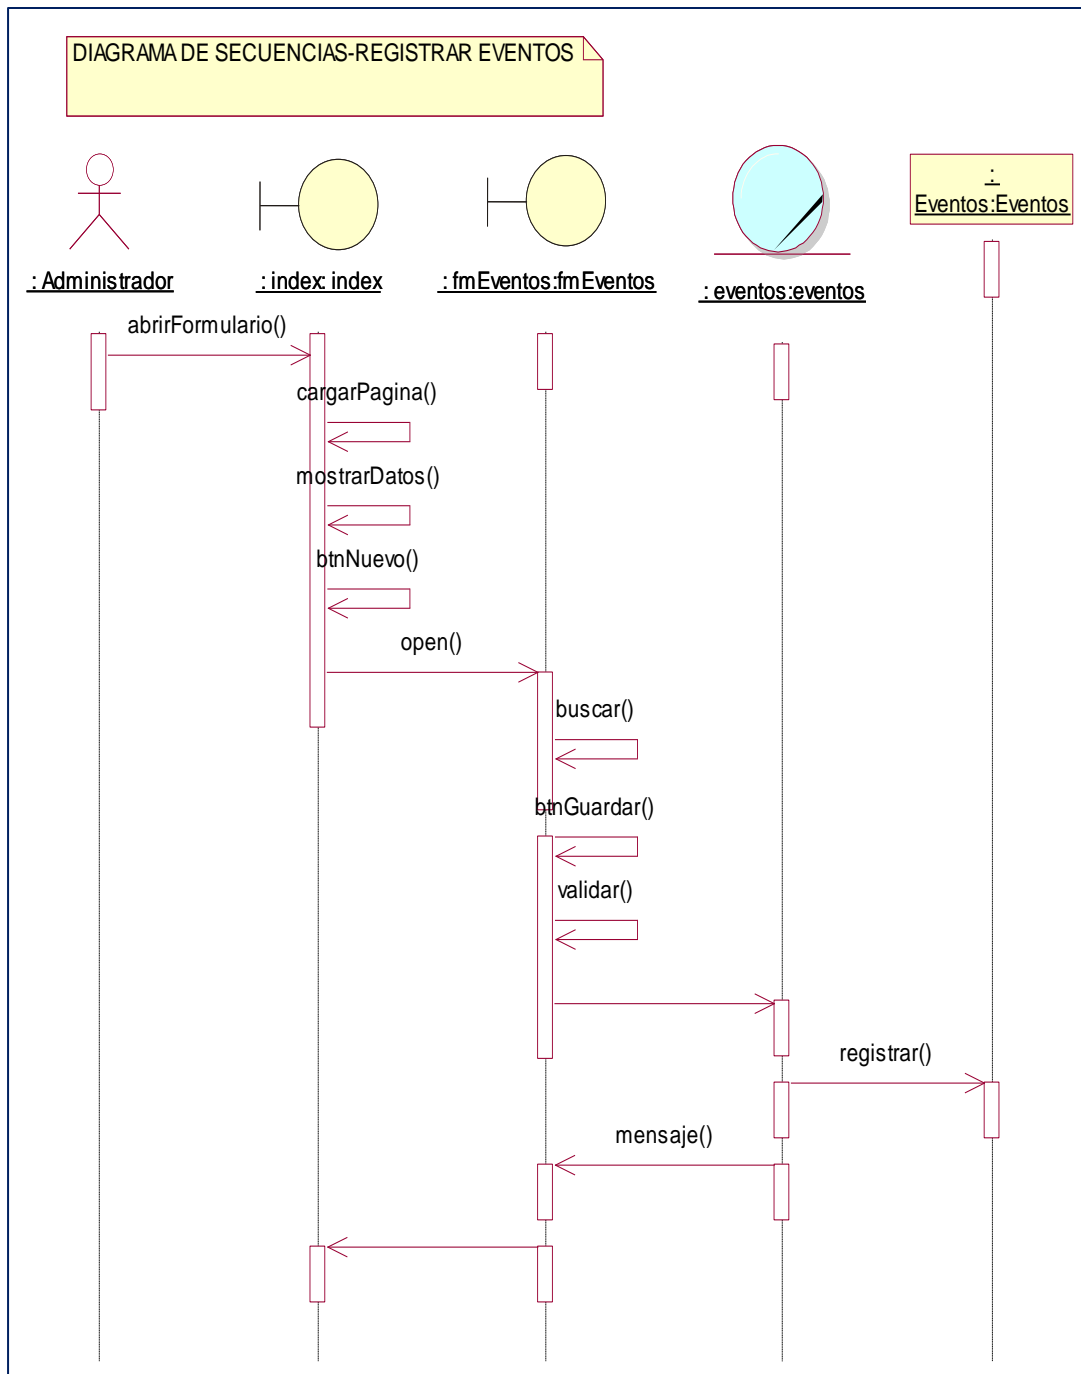 DIAGRAMA DE SECUENCIAS-REGISTRAR EVENTOS
: Administrador
: index: index
: fmEventos:fmEventos
: eventos:eventos
:
Eventos:Eventos
abrirFormulario()
cargarPagina()
mostrarDatos()
btnNuevo()
open()
buscar()
btnGuardar()
validar()
registrar()
mensaje()